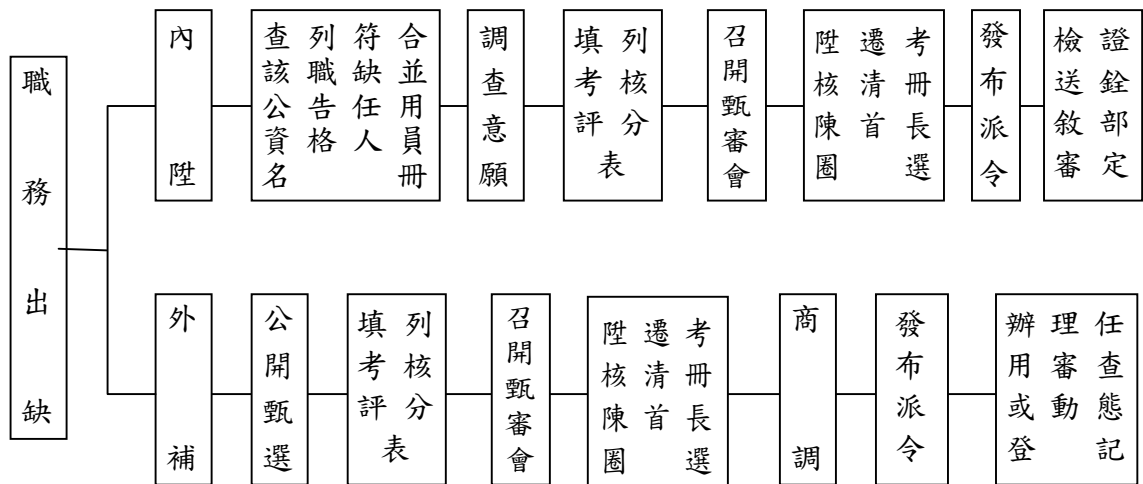 職務出缺
內陞
查列符合
該職缺並
公告任用
資格人員
名冊
調查意願
填列
考核
評分
表
召開甄審會
陞遷考
核清冊
陳首長
圈選
發布派令
檢證
送銓
敘部
審定
外補
公開甄選
填列
考核
評分
表
召開甄審會
陞遷考
核清冊
陳首長
圈選
商調
發布派令
辦理任
用審查
或動態
登記